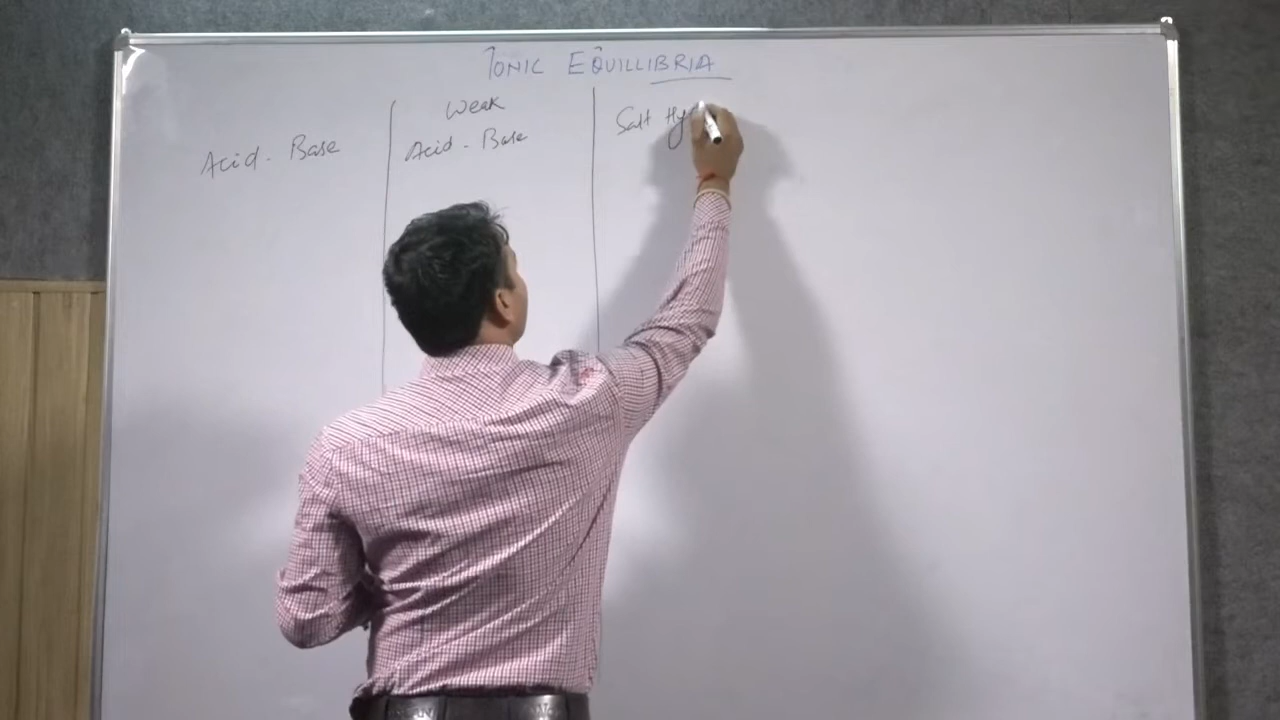 IONIC EQUILLIBRIA
Acid - Base
Weak
Acid - Base
Salt Hy